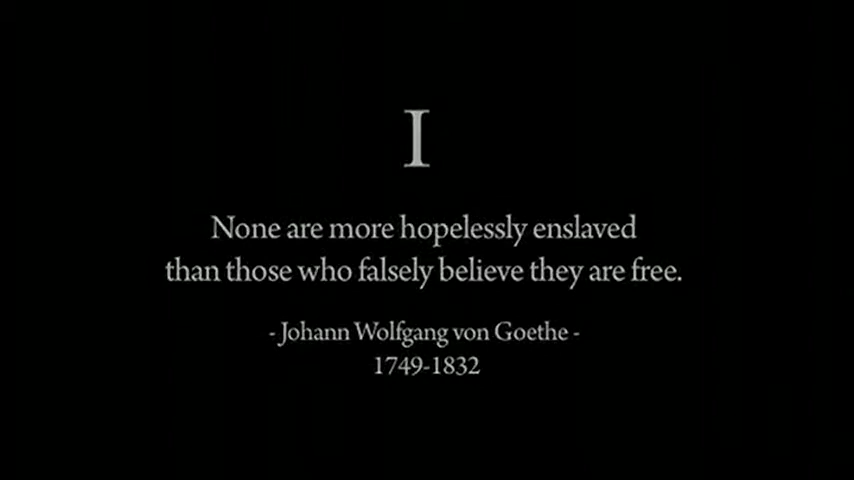 I
None are more hopelessly enslaved
than those who falsely believe they are free.
- Johann Wolfgang von Goethe -
1749-1832